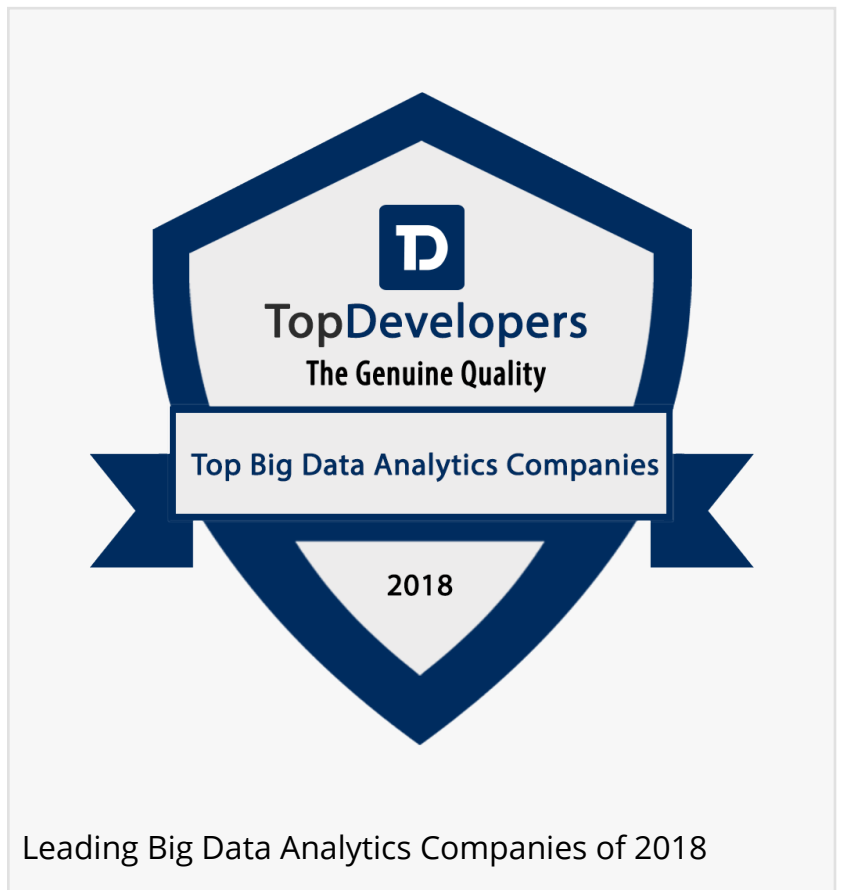 TD
TopDevelopers
The Genuine Quality
Top Big Data Analytics Companies
2018
Leading Big Data Analytics Companies of 2018